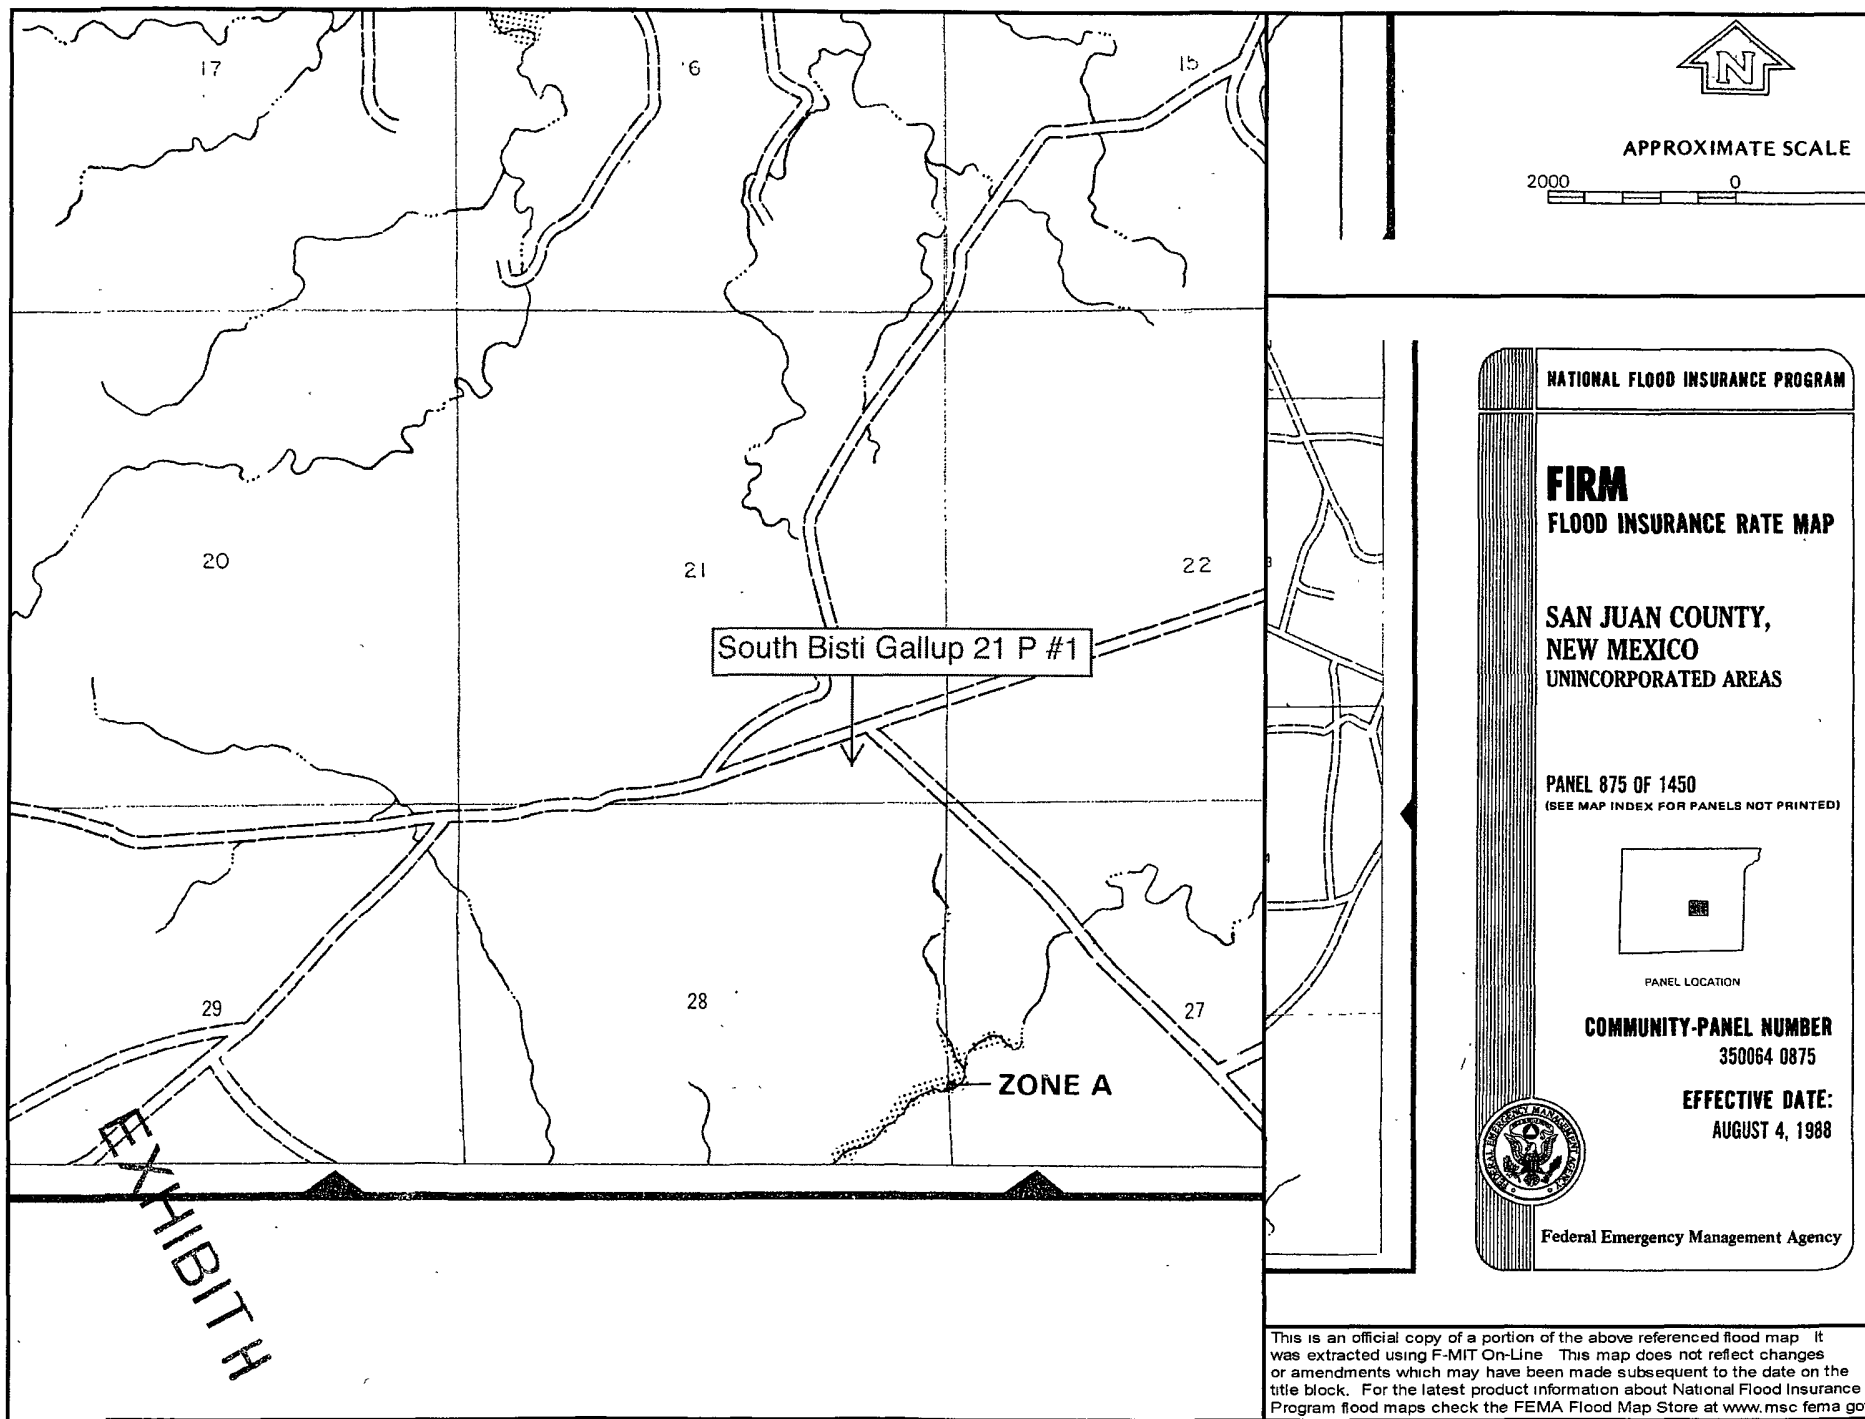 17
'6
15
20
21
22
South Bisti Gallup 21 P #1
29
28
27
ZONE A
EXHIBIT H
N
APPROXIMATE SCALE
2000 0
NATIONAL FLOOD INSURANCE PROGRAM
FIRM
FLOOD INSURANCE RATE MAP
SAN JUAN COUNTY,
NEW MEXICO
UNINCORPORATED AREAS
PANEL 875 OF 1450
(SEE MAP INDEX FOR PANELS NOT PRINTED)
PANEL LOCATION
COMMUNITY-PANEL NUMBER
350064 0875
EFFECTIVE DATE:
AUGUST 4, 1988
FEDERAL EMERGENCY MANAGEMENT AGENCY
Federal Emergency Management Agency
This is an official copy of a portion of the above referenced flood map It
was extracted using F-MIT On-Line This map does not reflect changes
or amendments which may have been made subsequent to the date on the
title block. For the latest product information about National Flood Insurance
Program flood maps check the FEMA Flood Map Store at www.msc fema go